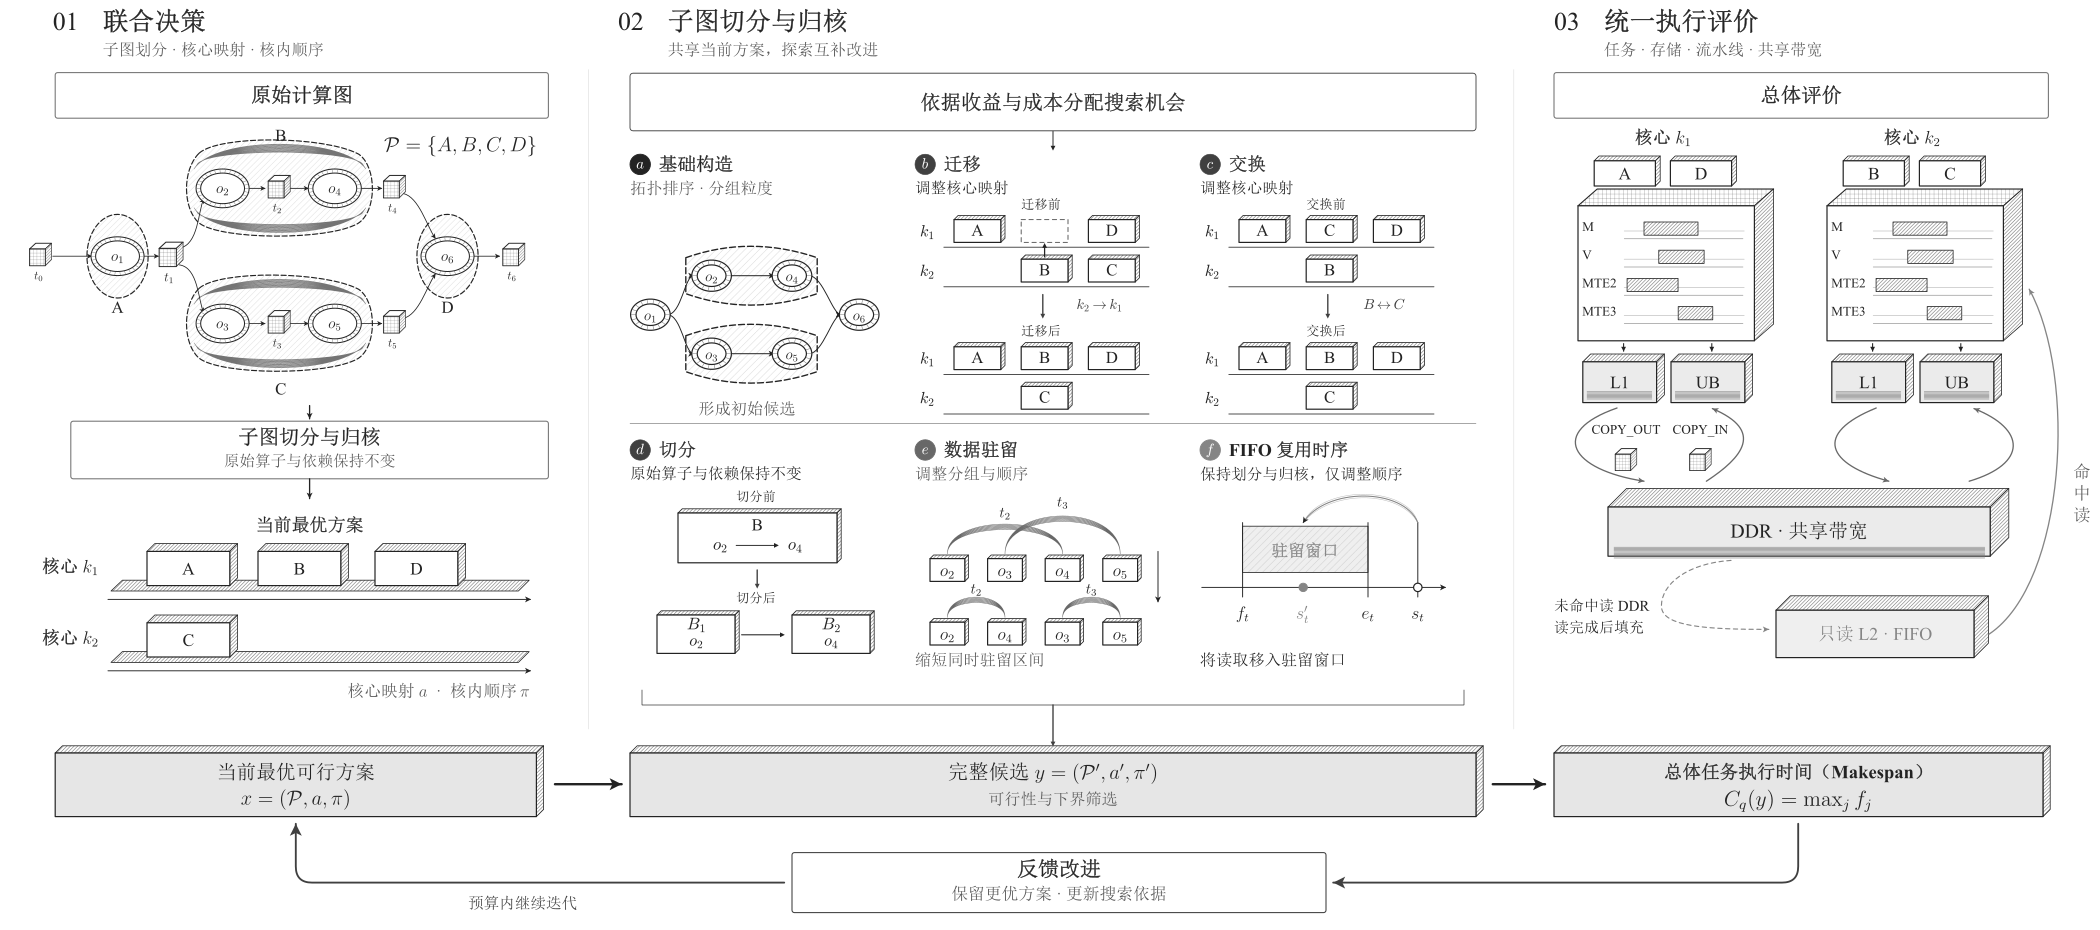 01 联合决策
子图划分 · 核心映射 · 核内顺序
原始计算图
B
𝒫 = {A, B, C, D}
o₂ t₂ o₄ t₄
t₀ o₁ t₁ o₆ t₆
A D
o₃ t₃ o₅ t₅
C
子图切分与归核
原始算子与依赖保持不变
当前最优方案
核心 k₁ A B D
核心 k₂ C
核心映射 a · 核内顺序 π
当前最优可行方案
x = (𝒫, a, π)
02 子图切分与归核
共享当前方案，探索互补改进
依据收益与成本分配搜索机会
a 基础构造
拓扑排序 · 分组粒度
o₂ o₄
o₁ o₆
o₃ o₅
形成初始候选
b 迁移
调整核心映射
迁移前
k₁ A D
k₂ B C
k₂ → k₁
迁移后
k₁ A B D
k₂ C
c 交换
调整核心映射
交换前
k₁ A C D
k₂ B
B ↔ C
交换后
k₁ A B D
k₂ C
d 切分
原始算子与依赖保持不变
切分前
B
o₂ o₄
切分后
B₁ B₂
o₂ o₄
e 数据驻留
调整分组与顺序
t₂ t₃
o₂ o₃ o₄ o₅
t₂ t₃
o₂ o₄ o₃ o₅
缩短同时驻留区间
f FIFO 复用时序
保持划分与归核，仅调整顺序
驻留窗口
fₜ s′ₜ eₜ sₜ
将读取移入驻留窗口
完整候选 y = (𝒫′, a′, π′)
可行性与下界筛选
03 统一执行评价
任务 · 存储 · 流水线 · 共享带宽
总体评价
核心 k₁ 核心 k₂
A D B C
M
V
MTE2
MTE3
M
V
MTE2
MTE3
L1 UB L1 UB
COPY_OUT COPY_IN
命中读
DDR · 共享带宽
未命中读 DDR
读完成后填充
只读 L2 · FIFO
总体任务执行时间（Makespan）
C_q(y) = max_j f_j
反馈改进
保留更优方案 · 更新搜索依据
预算内继续迭代